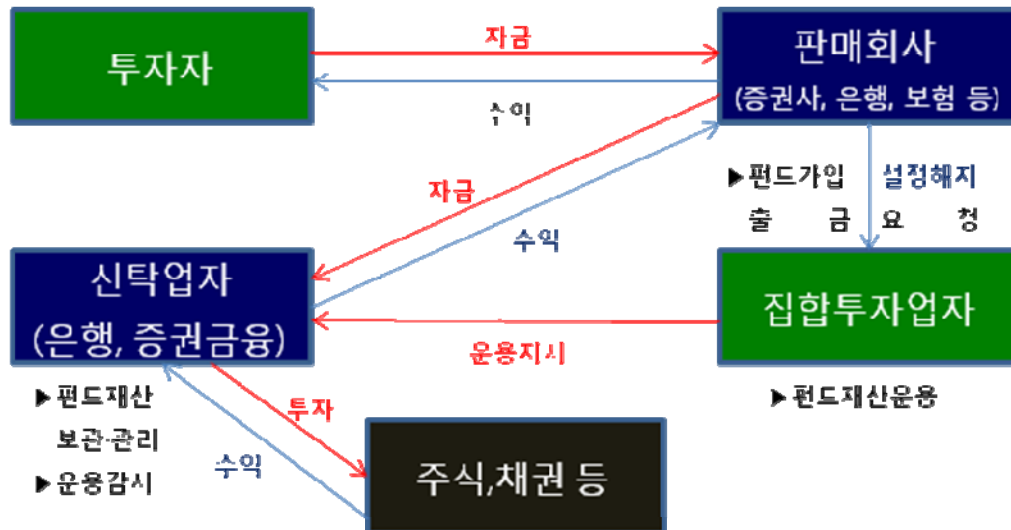 투자자
자금
수익
판매회사
(증권사, 은행, 보험 등)
자금
수익
▶펀드가입 설정해지
출 금 요 청
신탁업자
(은행, 증권금융)
운용지시
집합투자업자
▶펀드재산
보관·관리
▶운용감시
투자
수익
▶펀드재산운용
주식,채권 등